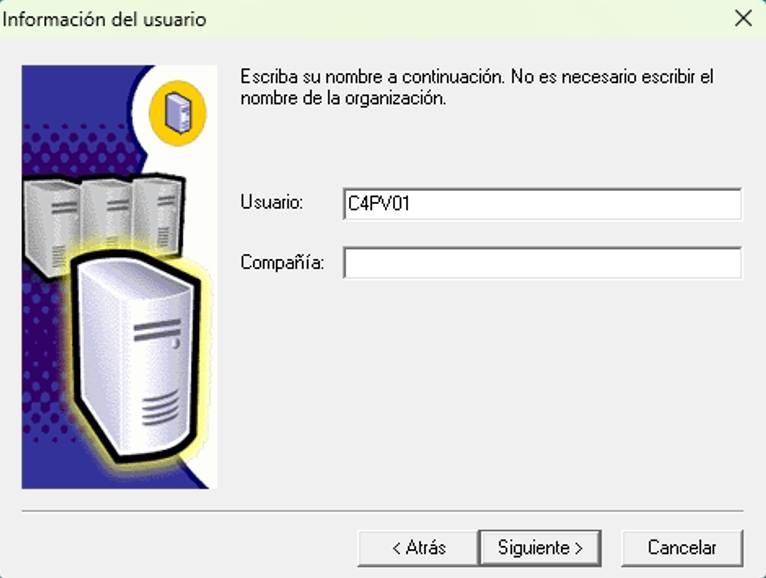 Información del usuario
Escriba su nombre a continuación. No es necesario escribir el
nombre de la organización.
Usuario: C4PV01
Compañía:
< Atrás Siguiente > Cancelar